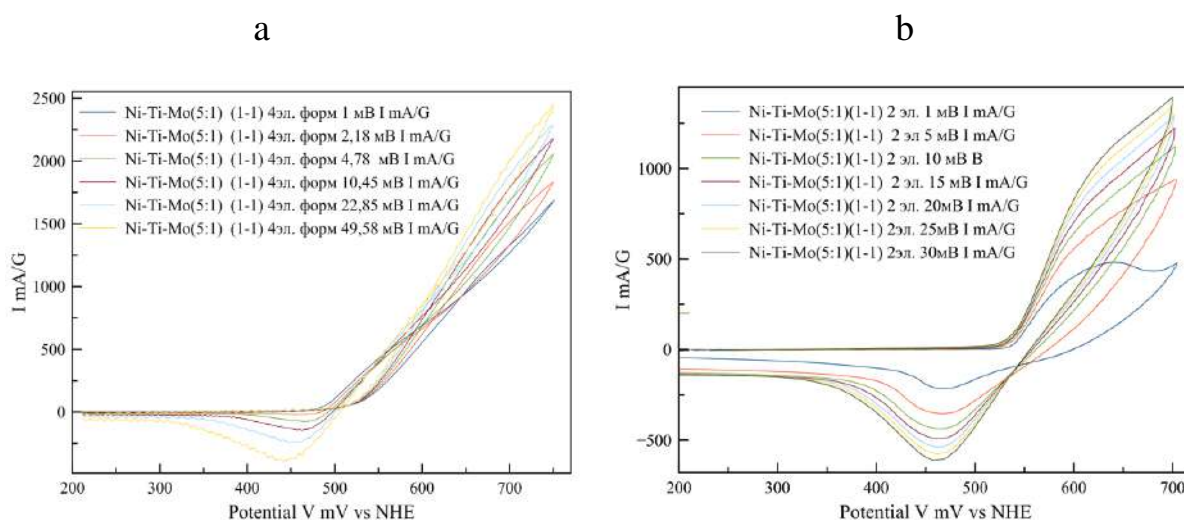 a
b
Ni-Ti-Mo(5:1) (1-1) 4эл. форм 1 мВ I mA/G
Ni-Ti-Mo(5:1) (1-1) 4эл. форм 2,18 мВ I mA/G
Ni-Ti-Mo(5:1) (1-1) 4эл. форм 4,78 мВ I mA/G
Ni-Ti-Mo(5:1) (1-1) 4эл. форм 10,45 мВ I mA/G
Ni-Ti-Mo(5:1) (1-1) 4эл. форм 22,85 мВ I mA/G
Ni-Ti-Mo(5:1) (1-1) 4эл. форм 49,58 мВ I mA/G
2500
2000
1500
1000
500
0
I mA/G
200 300 400 500 600 700
Potential V mV vs NHE
Ni-Ti-Mo(5:1)(1-1) 2 эл. 1 мВ I mA/G
Ni-Ti-Mo(5:1)(1-1) 2 эл 5 мВ I mA/G
Ni-Ti-Mo(5:1)(1-1) 2 эл. 10 мВ В
Ni-Ti-Mo(5:1)(1-1) 2 эл. 15 мВ I mA/G
Ni-Ti-Mo(5:1)(1-1) 2 эл. 20мВ I mA/G
Ni-Ti-Mo(5:1)(1-1) 2эл. 25мВ I mA/G
Ni-Ti-Mo(5:1)(1-1) 2эл. 30мВ I mA/G
1000
500
0
−500
I mA/G
200 300 400 500 600 700
Potential V mV vs NHE